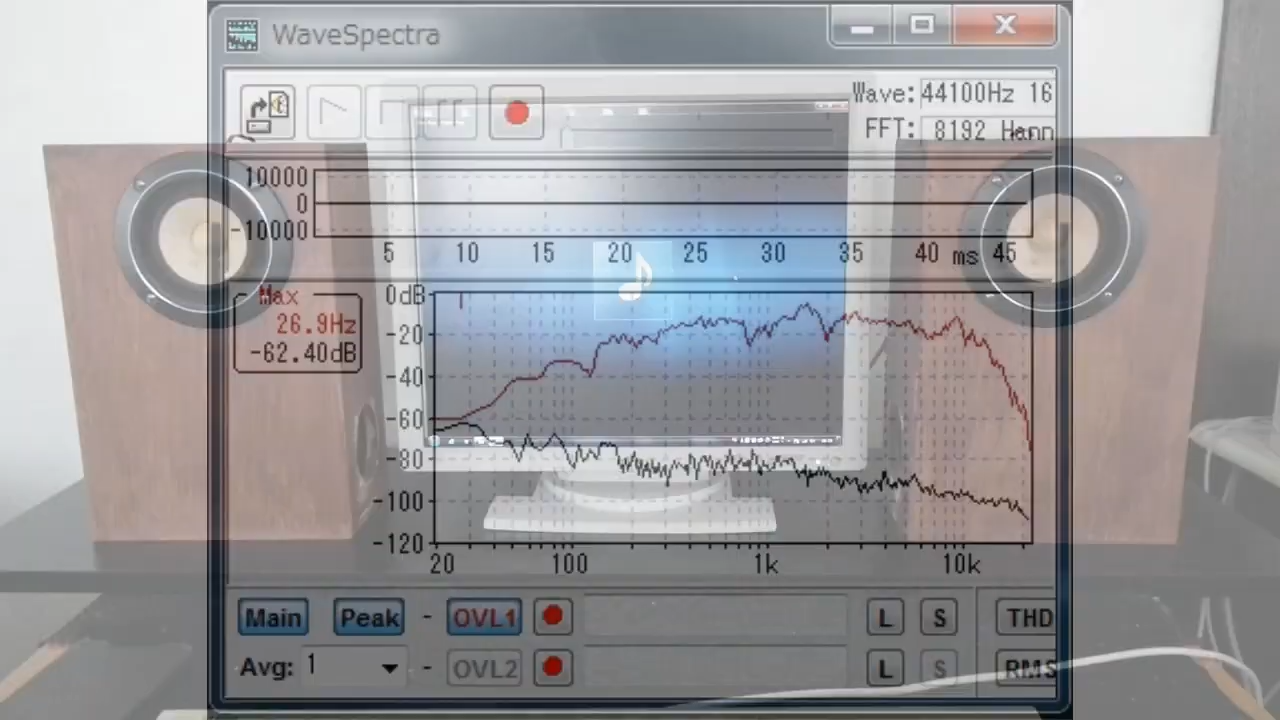 WaveSpectra
Wave: 44100Hz 16
FFT: 8192 Hann
10000
0
-10000
5 10 15 20 25 30 35 40 ms 45
Max
26.9Hz
-62.40dB
0dB
-20
-40
-60
-80
-100
-120
20 100 1k 10k
Main Peak - OVL1 L S THD
Avg: 1 - OVL2 L S RMS